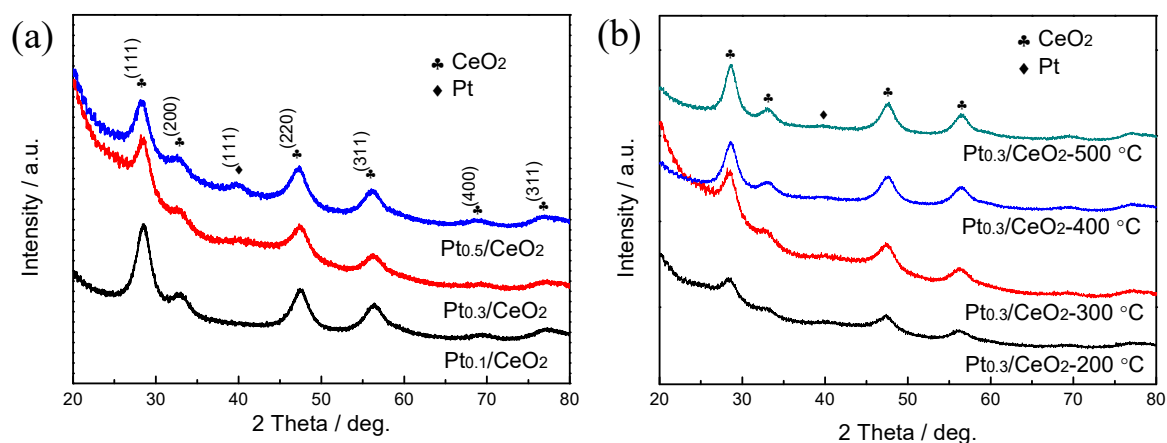 (a)
Intensity / a.u.
(111)
(200)
(111)
(220)
(311)
(400)
(311)
♣ CeO2
♦ Pt
Pt0.5/CeO2
Pt0.3/CeO2
Pt0.1/CeO2
20 30 40 50 60 70 80
2 Theta / deg.
(b)
Intensity / a.u.
♣ CeO2
♦ Pt
Pt0.3/CeO2-500 °C
Pt0.3/CeO2-400 °C
Pt0.3/CeO2-300 °C
Pt0.3/CeO2-200 °C
20 30 40 50 60 70 80
2 Theta / deg.